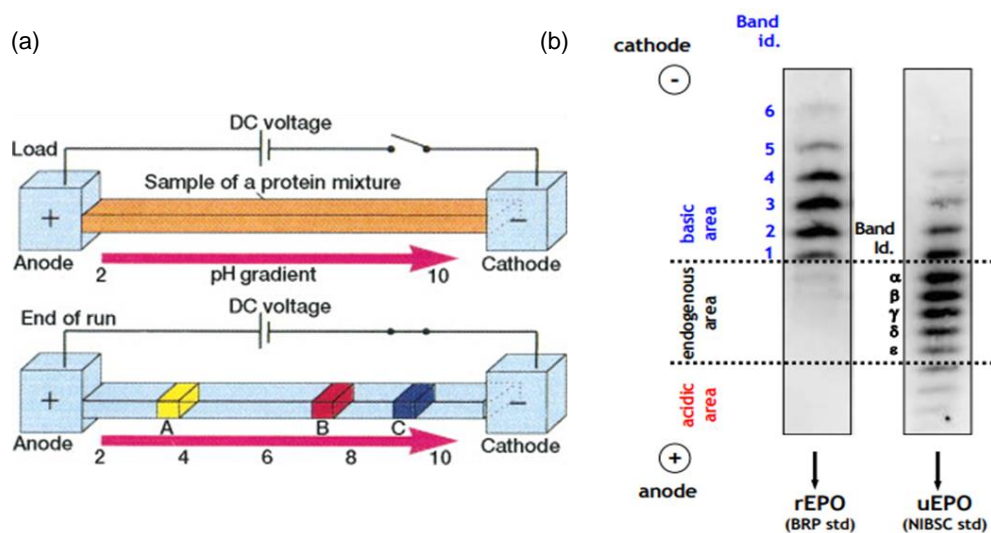 (a)
DC voltage
Load
Sample of a protein mixture
+
−
Anode
2
pH gradient
10
Cathode
DC voltage
End of run
+
−
Anode
A
B
C
Cathode
2
4
6
8
10
(b)
cathode
-
Band
id.
6
5
4
3
2
1
basic
area
endogenous
area
acidic
area
Band
Id.
α
β
γ
δ
ε
+
anode
rEPO
(BRP std)
uEPO
(NIBSC std)